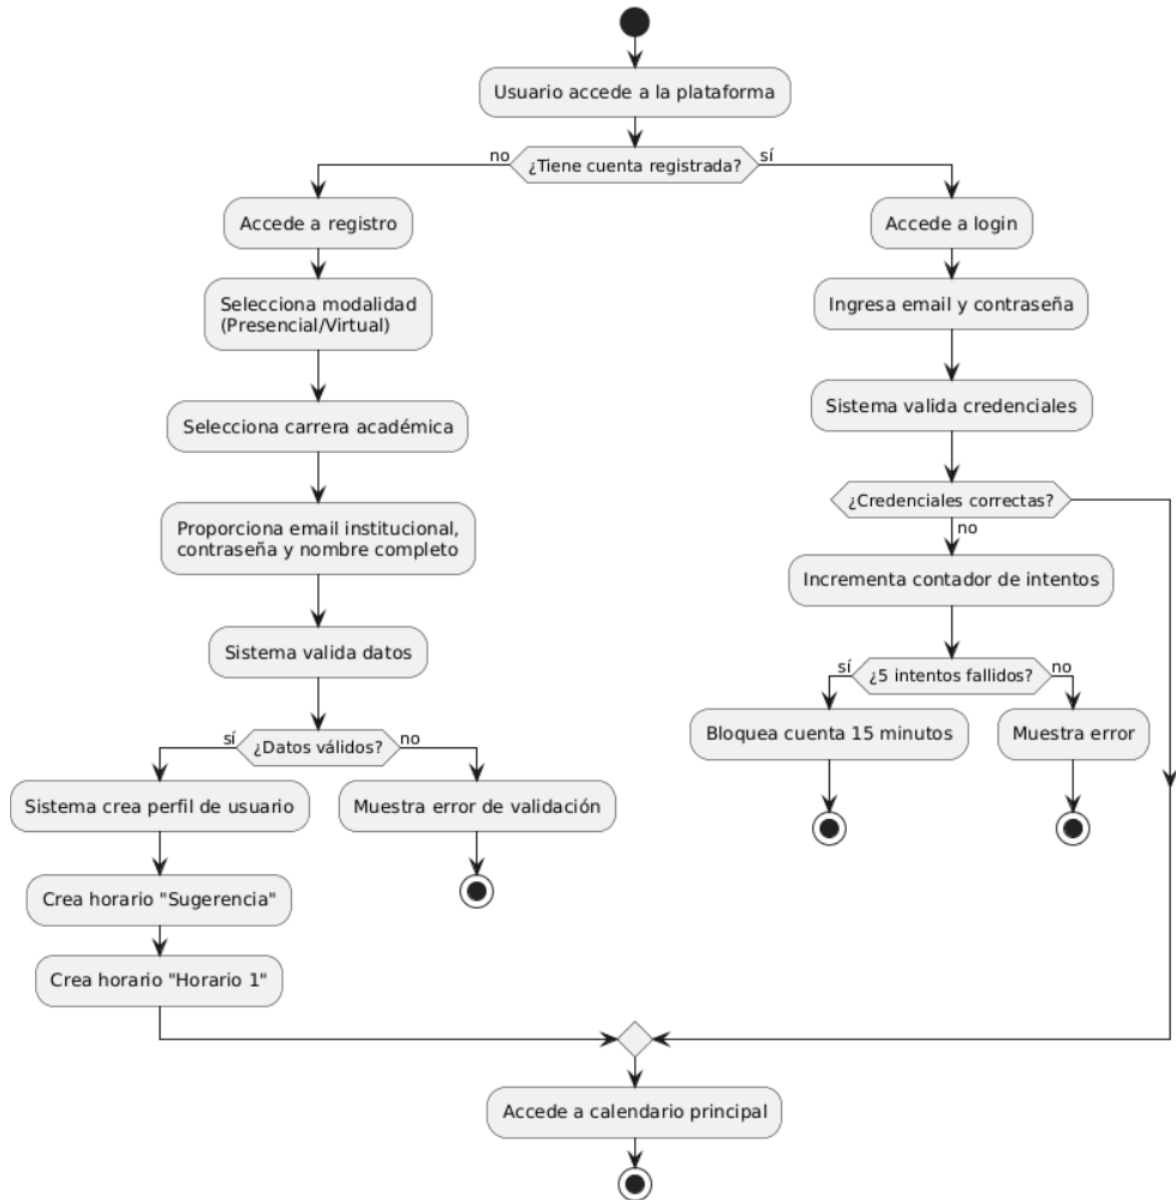 Usuario accede a la plataforma
no
¿Tiene cuenta registrada?
sí
Accede a registro
Selecciona modalidad
(Presencial/Virtual)
Selecciona carrera académica
Proporciona email institucional,
contraseña y nombre completo
Sistema valida datos
sí
¿Datos válidos?
no
Sistema crea perfil de usuario
Crea horario "Sugerencia"
Crea horario "Horario 1"
Muestra error de validación
Accede a login
Ingresa email y contraseña
Sistema valida credenciales
¿Credenciales correctas?
no
Incrementa contador de intentos
sí
¿5 intentos fallidos?
no
Bloquea cuenta 15 minutos
Muestra error
Accede a calendario principal